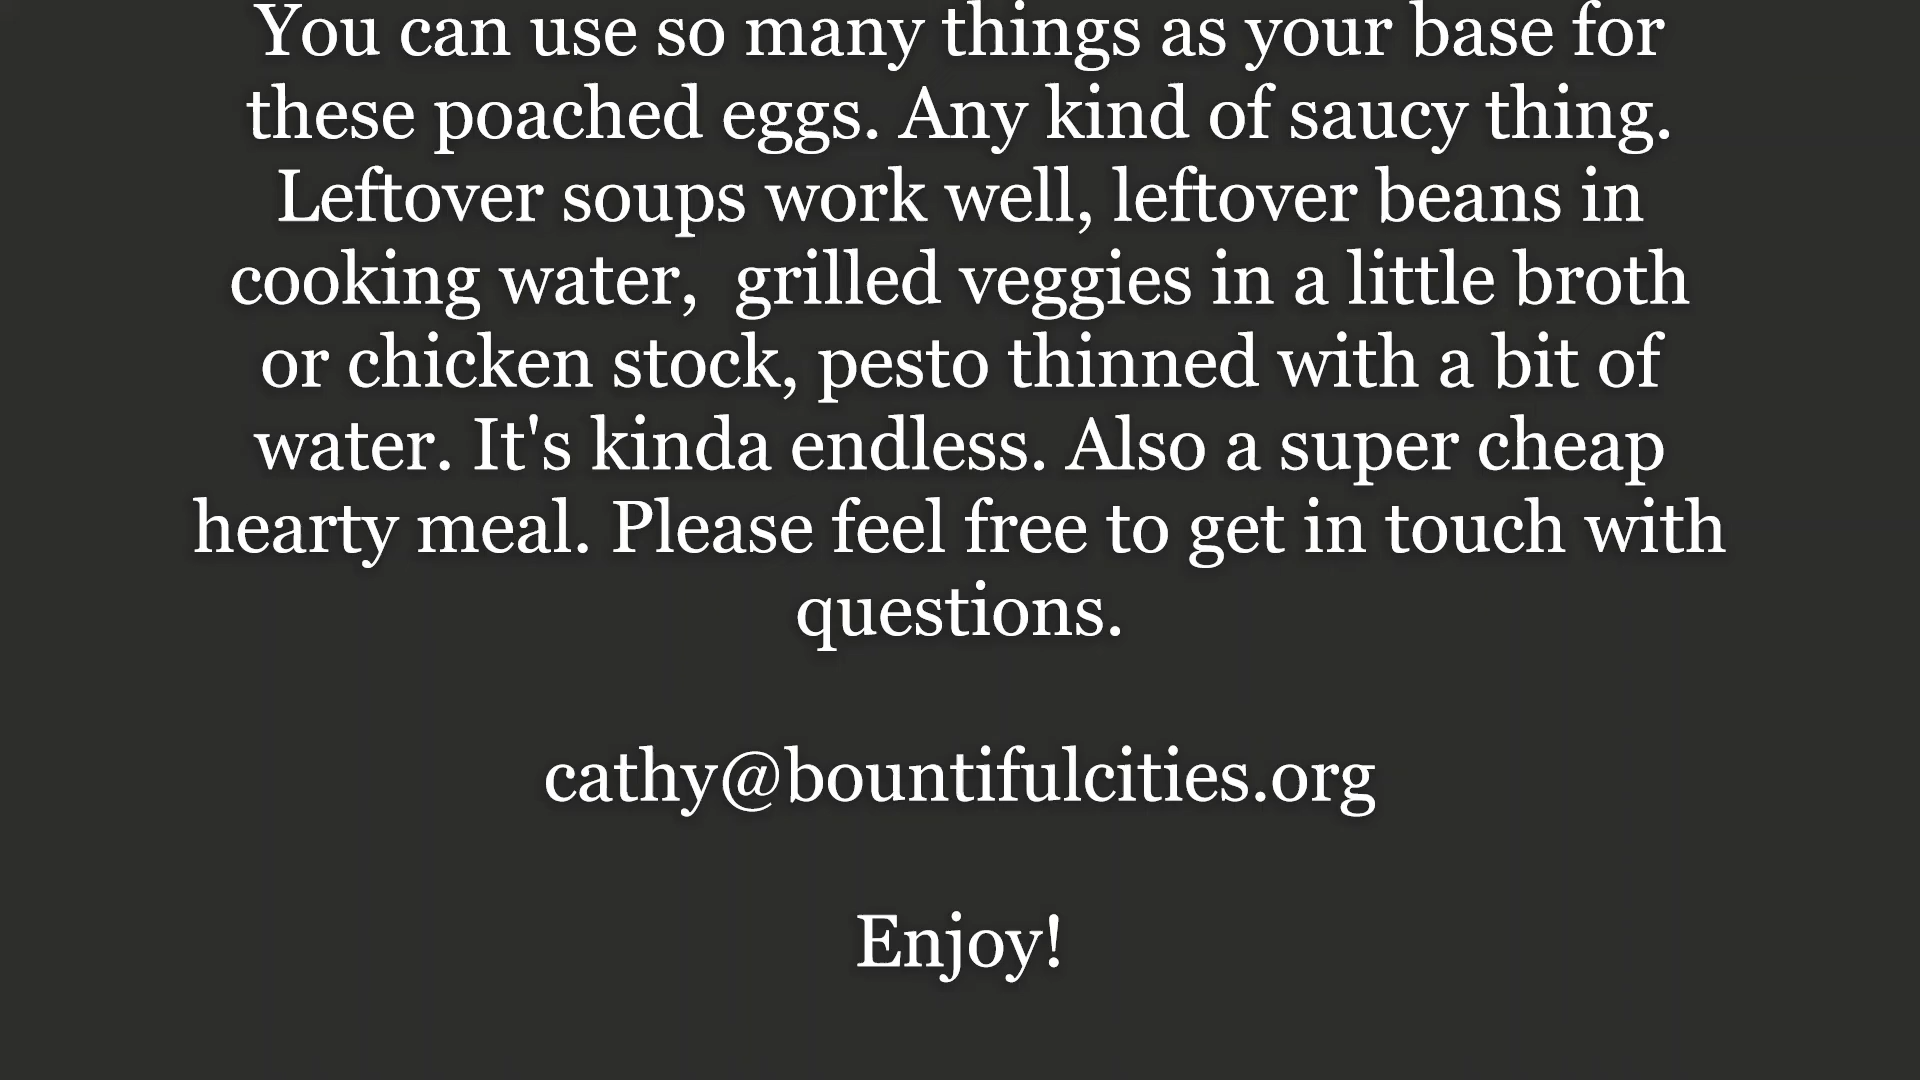 You can use so many things as your base for
these poached eggs. Any kind of saucy thing.
Leftover soups work well, leftover beans in
cooking water,  grilled veggies in a little broth
or chicken stock, pesto thinned with a bit of
water. It's kinda endless. Also a super cheap
hearty meal. Please feel free to get in touch with
questions.
cathy@bountifulcities.org
Enjoy!